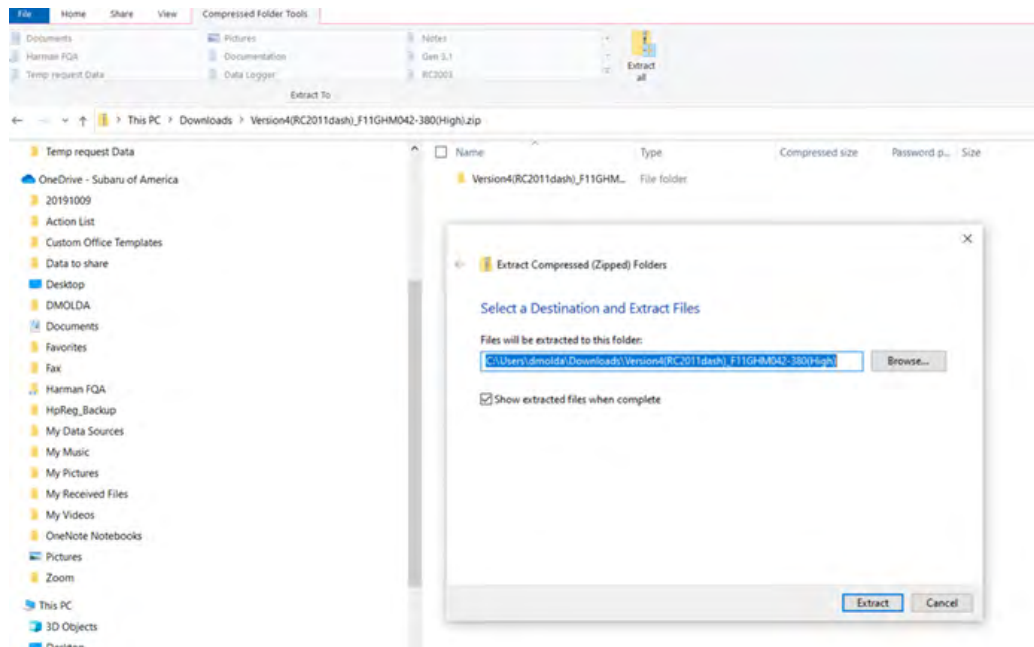 File Home Share View Compressed Folder Tools
Documents Pictures Notes
Harman FQA Documentation Gen 3.1
Temp request Data Data Logger RC2003
Extract all
Extract To
This PC > Downloads > Version4(RC2011dash)_F11GHM042-380(High).zip
Name Type Compressed size Password p... Size
Version4(RC2011dash)_F11GHM... File folder
Temp request Data
OneDrive - Subaru of America
20191009
Action List
Custom Office Templates
Data to share
Desktop
DMOLDA
Documents
Favorites
Fax
Harman FQA
HpReg_Backup
My Data Sources
My Music
My Pictures
My Received Files
My Videos
OneNote Notebooks
Pictures
Zoom
This PC
3D Objects
Desktop
Extract Compressed (Zipped) Folders
Select a Destination and Extract Files
Files will be extracted to this folder:
C:\Users\dmolda\Downloads\Version4(RC2011dash)_F11GHM042-380(High)
Browse...
Show extracted files when complete
Extract Cancel